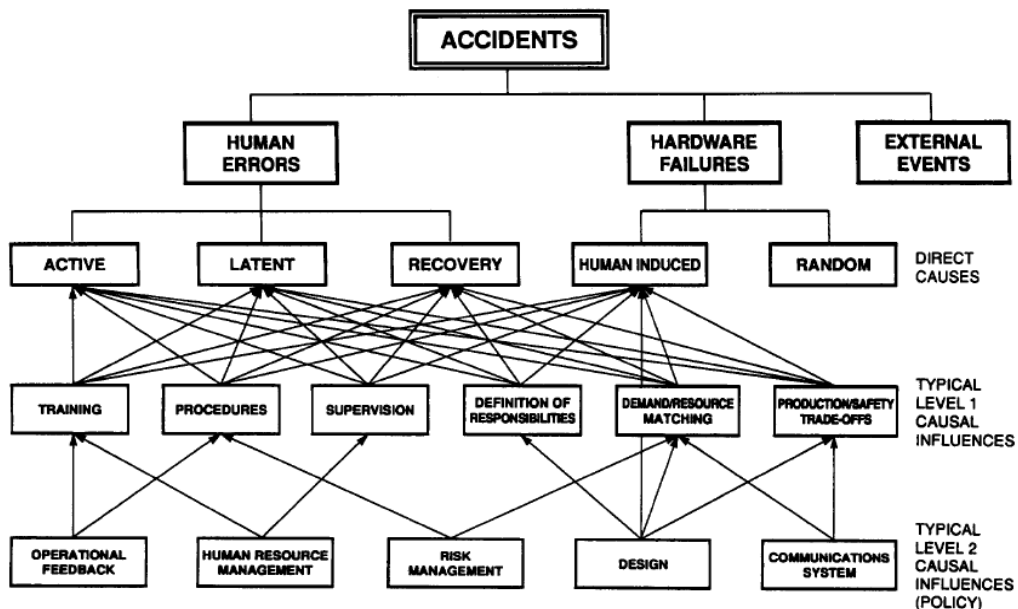 ACCIDENTS
HUMAN
ERRORS
HARDWARE
FAILURES
EXTERNAL
EVENTS
ACTIVE
LATENT
RECOVERY
HUMAN INDUCED
RANDOM
DIRECT
CAUSES
TRAINING
PROCEDURES
SUPERVISION
DEFINITION OF
RESPONSIBILITIES
DEMAND/RESOURCE
MATCHING
PRODUCTION/SAFETY
TRADE-OFFS
TYPICAL
LEVEL 1
CAUSAL
INFLUENCES
OPERATIONAL
FEEDBACK
HUMAN RESOURCE
MANAGEMENT
RISK
MANAGEMENT
DESIGN
COMMUNICATIONS
SYSTEM
TYPICAL
LEVEL 2
CAUSAL
INFLUENCES
(POLICY)